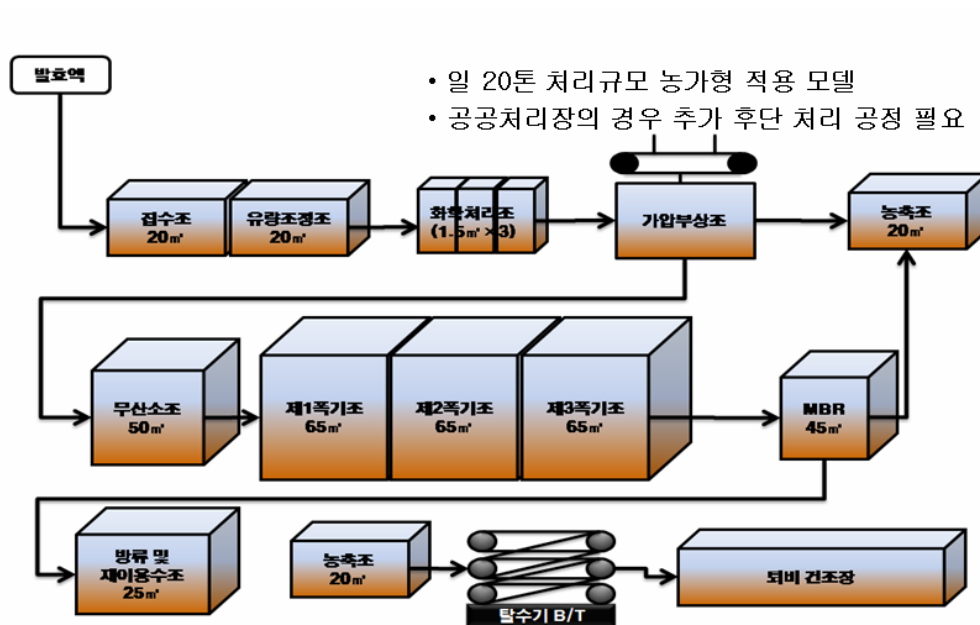 발효액
• 일 20톤 처리규모 농가형 적용 모델
• 공공처리장의 경우 추가 후단 처리 공정 필요
집수조
20㎥
유량조정조
20㎥
화학처리조
(1.5㎥×3)
가압부상조
농축조
20㎥
무산소조
50㎥
제1폭기조
65㎥
제2폭기조
65㎥
제3폭기조
65㎥
MBR
45㎥
방류 및
재이용수조
25㎥
농축조
20㎥
탈수기 B/T
퇴비 건조장